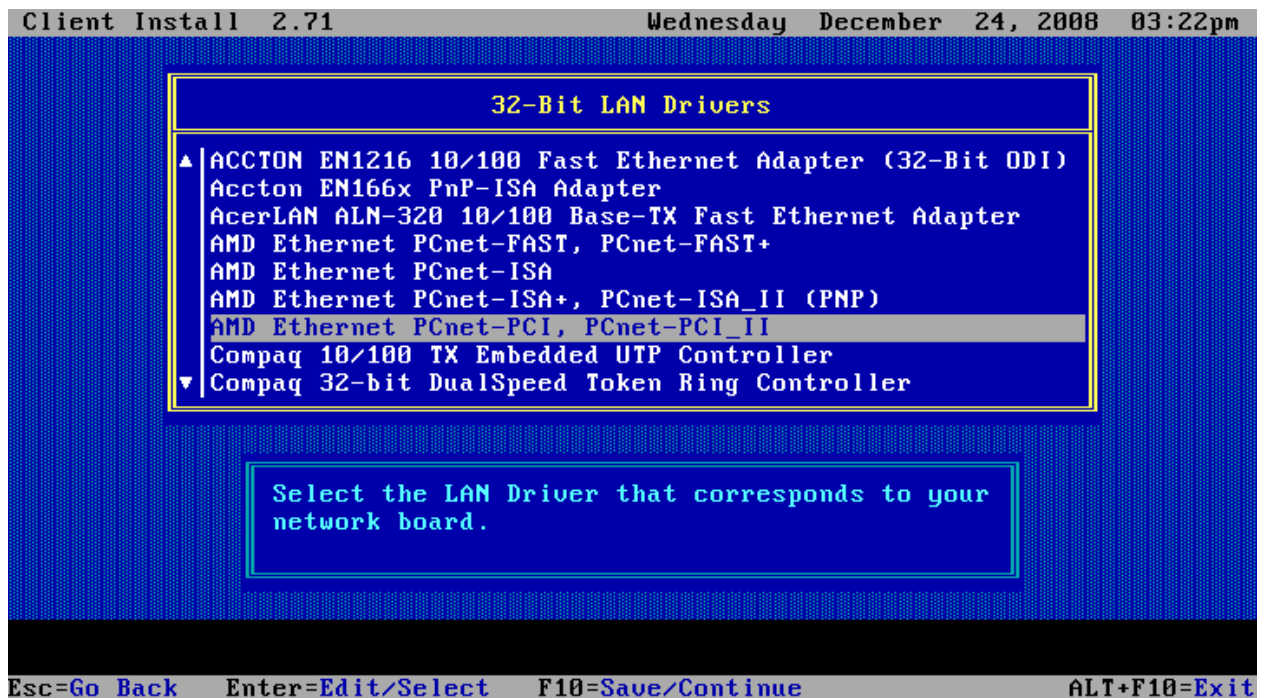 Client Install 2.71 Wednesday December 24, 2008 03:22pm
32-Bit LAN Drivers
ACCTON EN1216 10/100 Fast Ethernet Adapter (32-Bit ODI)
Accton EN166x PnP-ISA Adapter
AcerLAN ALN-320 10/100 Base-TX Fast Ethernet Adapter
AMD Ethernet PCnet-FAST, PCnet-FAST+
AMD Ethernet PCnet-ISA
AMD Ethernet PCnet-ISA+, PCnet-ISA_II (PNP)
AMD Ethernet PCnet-PCI, PCnet-PCI_II
Compaq 10/100 TX Embedded UTP Controller
Compaq 32-bit DualSpeed Token Ring Controller
Select the LAN Driver that corresponds to your
network board.
Esc=Go Back Enter=Edit/Select F10=Save/Continue ALT+F10=Exit